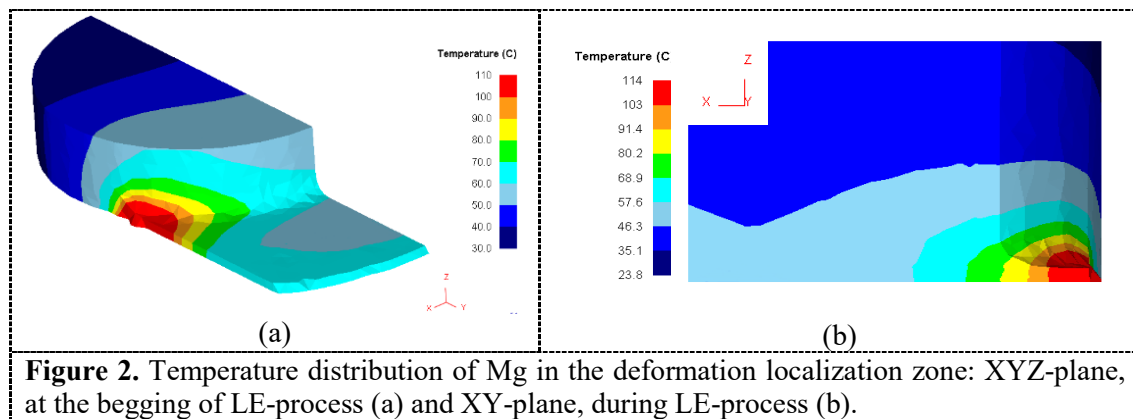 Temperature (C)
110
100
90.0
80.0
70.0
60.0
50.0
40.0
30.0
Z
X Y
(a)
Temperature (C
114
103
91.4
80.2
68.9
57.6
46.3
35.1
23.8
Z
X Y
(b)
Figure 2. Temperature distribution of Mg in the deformation localization zone: XYZ-plane,
at the begging of LE-process (a) and XY-plane, during LE-process (b).